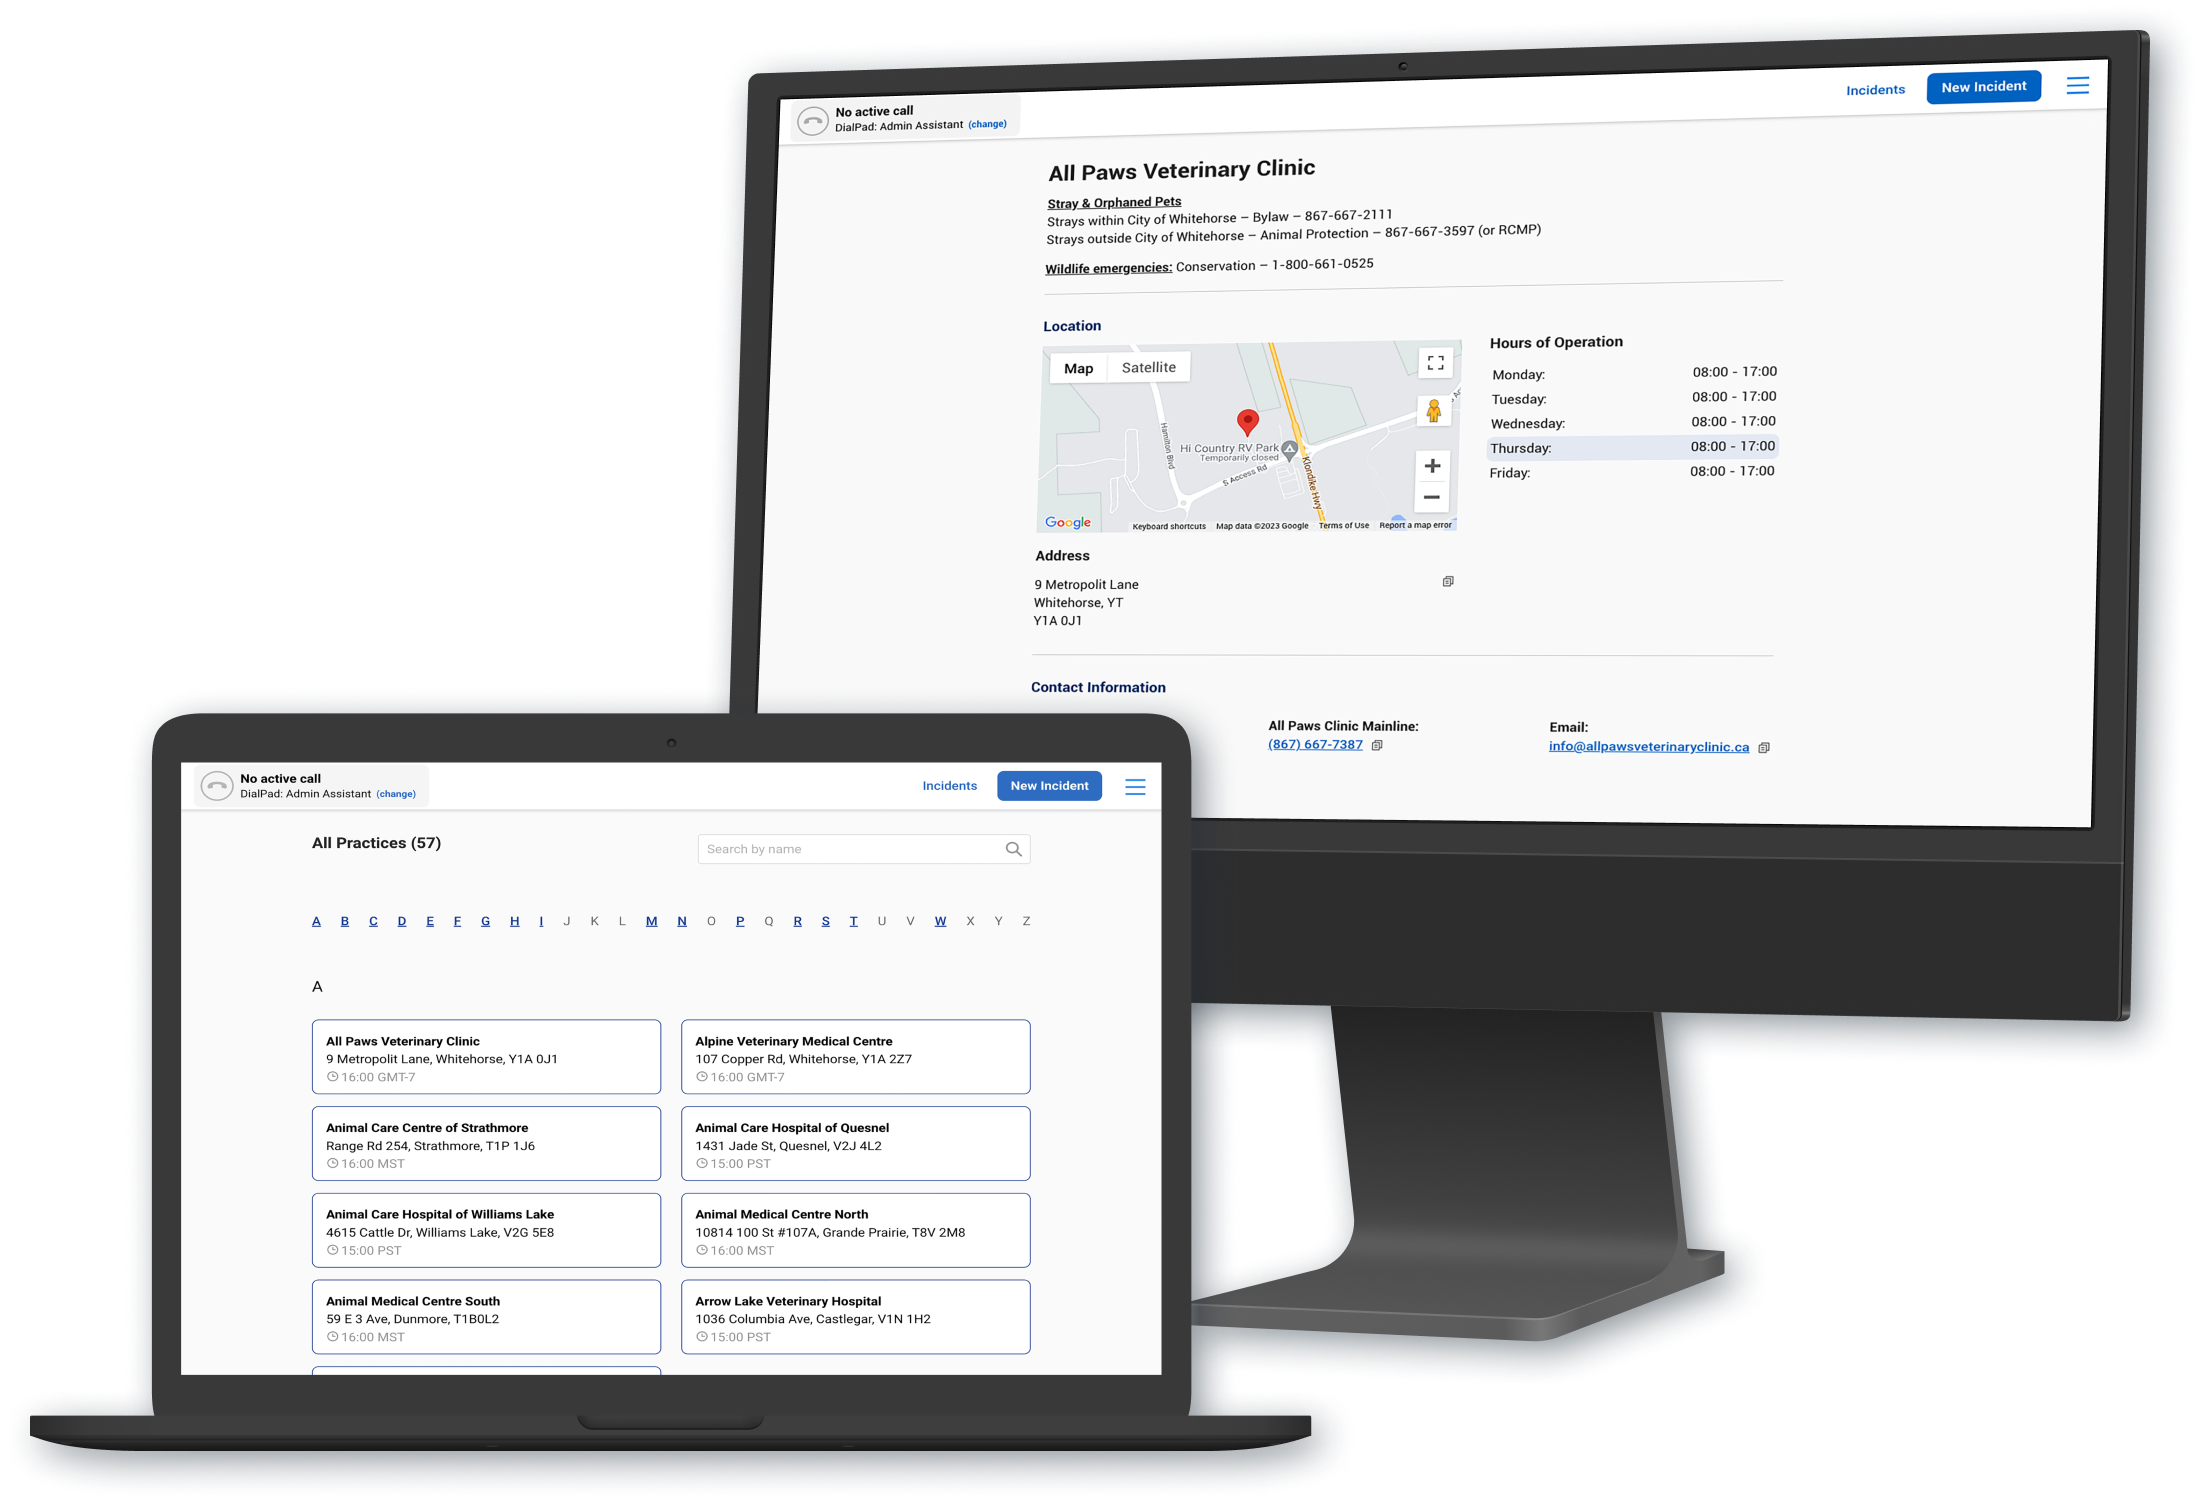 No active call
DialPad: Admin Assistant (change)
Incidents
New Incident
All Paws Veterinary Clinic
Stray & Orphaned Pets
Strays within City of Whitehorse – Bylaw – 867-667-2111
Strays outside City of Whitehorse – Animal Protection – 867-667-3597 (or RCMP)
Wildlife emergencies: Conservation – 1-800-661-0525
Location
Map
Satellite
Hamilton Blvd
Hi Country RV Park
Temporarily closed
S Access Rd
Klondike Hwy
Google
Keyboard shortcuts
Map data ©2023 Google
Terms of Use
Report a map error
Hours of Operation
Monday: 08:00 - 17:00
Tuesday: 08:00 - 17:00
Wednesday: 08:00 - 17:00
Thursday: 08:00 - 17:00
Friday: 08:00 - 17:00
Address
9 Metropolit Lane
Whitehorse, YT
Y1A 0J1
Contact Information
All Paws Clinic Mainline:
(867) 667-7387
Email:
info@allpawsveterinaryclinic.ca
No active call
DialPad: Admin Assistant (change)
Incidents
New Incident
All Practices (57)
Search by name
A B C D E F G H I J K L M N O P Q R S T U V W X Y Z
A
All Paws Veterinary Clinic
9 Metropolit Lane, Whitehorse, Y1A 0J1
16:00 GMT-7
Alpine Veterinary Medical Centre
107 Copper Rd, Whitehorse, Y1A 2Z7
16:00 GMT-7
Animal Care Centre of Strathmore
Range Rd 254, Strathmore, T1P 1J6
16:00 MST
Animal Care Hospital of Quesnel
1431 Jade St, Quesnel, V2J 4L2
15:00 PST
Animal Care Hospital of Williams Lake
4615 Cattle Dr, Williams Lake, V2G 5E8
15:00 PST
Animal Medical Centre North
10814 100 St #107A, Grande Prairie, T8V 2M8
16:00 MST
Animal Medical Centre South
59 E 3 Ave, Dunmore, T1B0L2
16:00 MST
Arrow Lake Veterinary Hospital
1036 Columbia Ave, Castlegar, V1N 1H2
15:00 PST